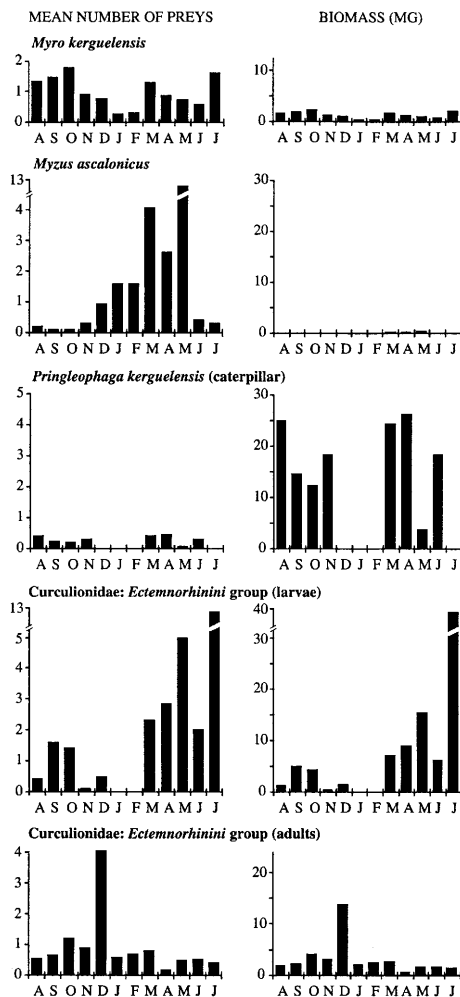 MEAN NUMBER OF PREYS BIOMASS (MG)
Myro kerguelensis
2
1
0
A S O N D J F M A M J J
10
0
A S O N D J F M A M J J
Myzus ascalonicus
13
4
3
2
1
0
A S O N D J F M A M J J
30
20
10
0
A S O N D J F M A M J J
Pringleophaga kerguelensis (caterpillar)
5
4
3
2
1
0
A S O N D J F M A M J J
30
20
10
0
A S O N D J F M A M J J
Curculionidae: Ectemnorhinini group (larvae)
13
5
4
3
2
1
0
A S O N D J F M A M J J
40
30
20
10
0
A S O N D J F M A M J J
Curculionidae: Ectemnorhinini group (adults)
4
3
2
1
0
A S O N D J F M A M J J
20
10
0
A S O N D J F M A M J J